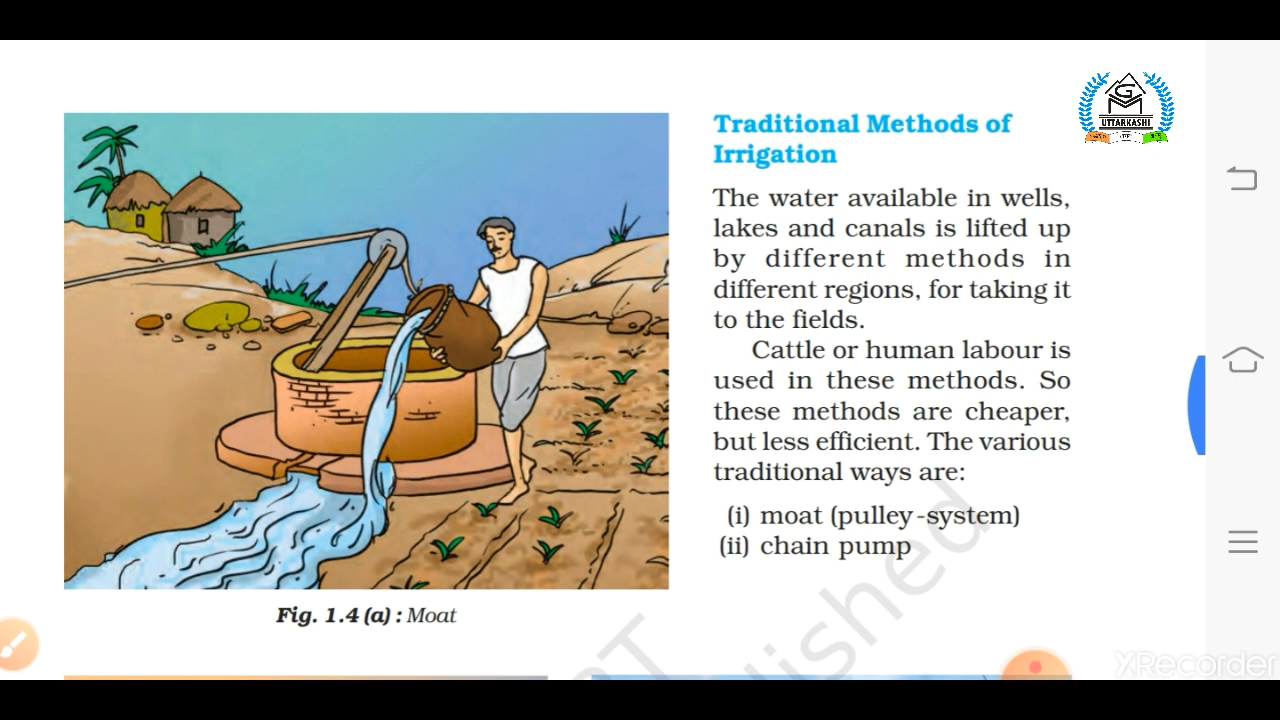 Traditional Methods of
Irrigation
The water available in wells,
lakes and canals is lifted up
by different methods in
different regions, for taking it
to the fields.
Cattle or human labour is
used in these methods. So
these methods are cheaper,
but less efficient. The various
traditional ways are:
(i) moat (pulley-system)
(ii) chain pump
Fig. 1.4 (a) : Moat
G
UTTARKASHI
XRecorder